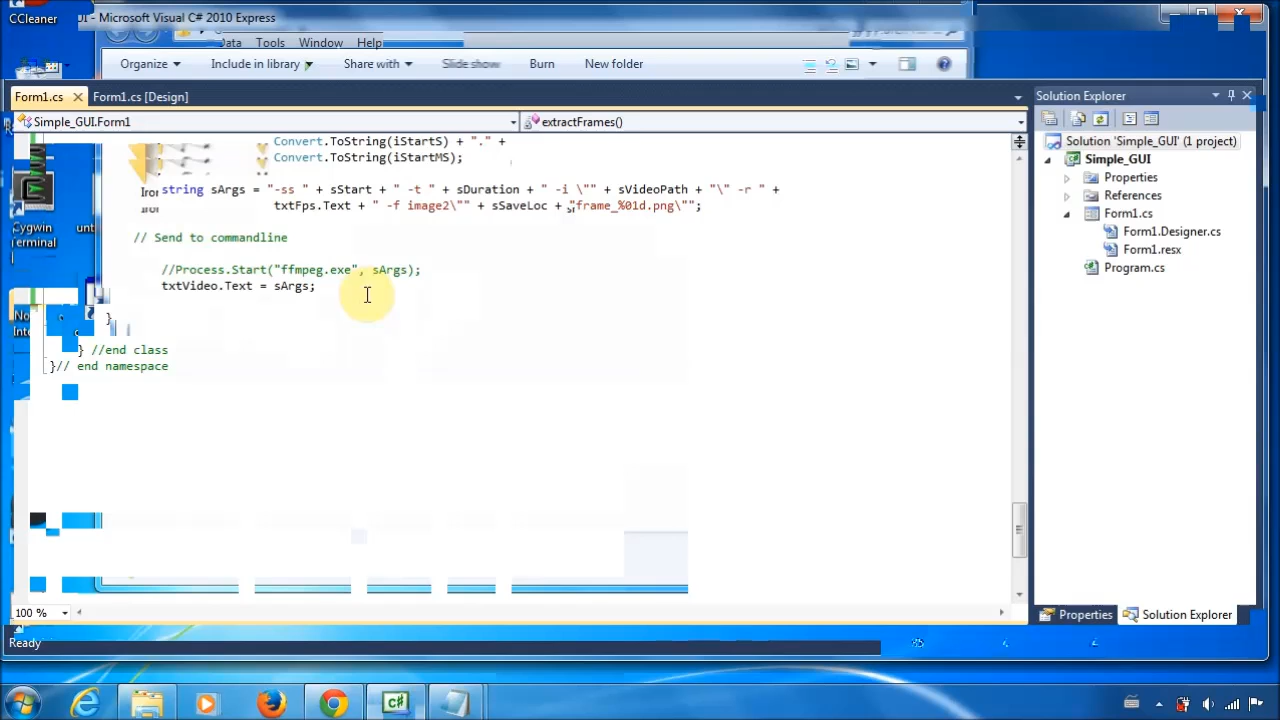 CCleaner
UI - Microsoft Visual C# 2010 Express
Data Tools Window Help
Organize Include in library Share with Slide show Burn New folder
Form1.cs Form1.cs [Design]
Simple_GUI.Form1 extractFrames()
Convert.ToString(iStartS) + "." +
Convert.ToString(iStartMS);
string sArgs = "-ss " + sStart + " -t " + sDuration + " -i \"" + sVideoPath + "\" -r " +
txtFps.Text + " -f image2\"" + sSaveLoc + "frame_%01d.png\"";
// Send to commandline
//Process.Start("ffmpeg.exe", sArgs);
txtVideo.Text = sArgs;
}
} //end class
}// end namespace
Cygwin
Terminal
100 %
Ready
Solution Explorer
Solution 'Simple_GUI' (1 project)
Simple_GUI
Properties
References
Form1.cs
Form1.Designer.cs
Form1.resx
Program.cs
Properties Solution Explorer